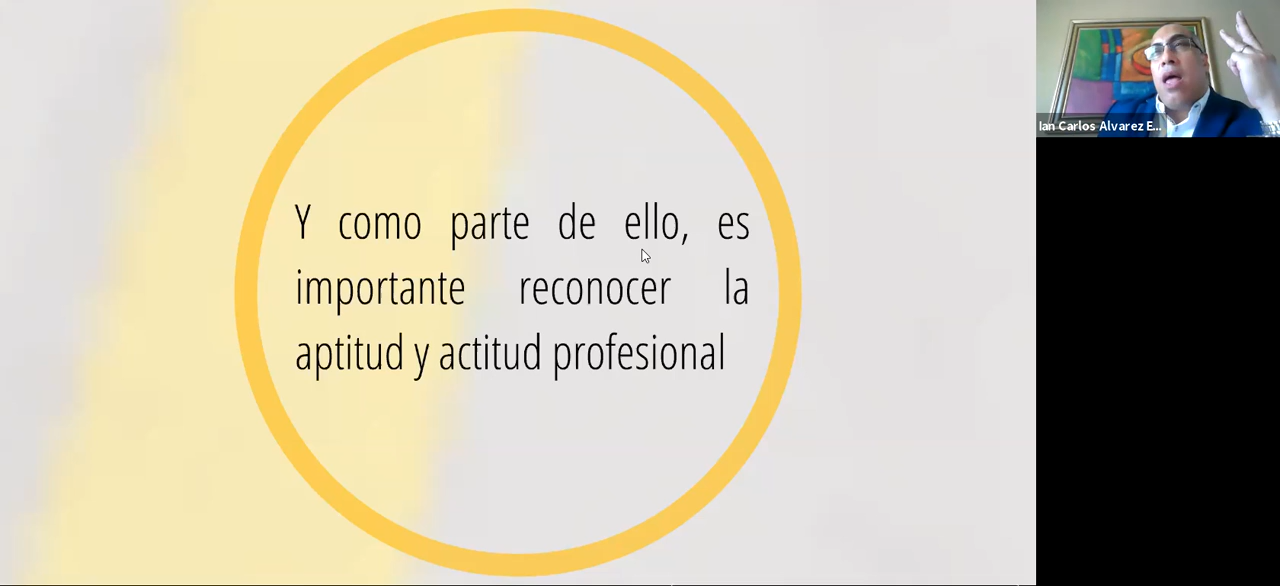 Y como parte de ello, es
importante reconocer la
aptitud y actitud profesional
Ian Carlos Alvarez E...